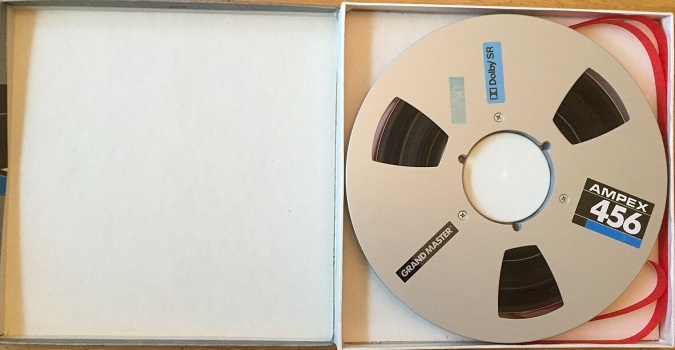 Dolby SR
AMPEX
456
GRAND MASTER